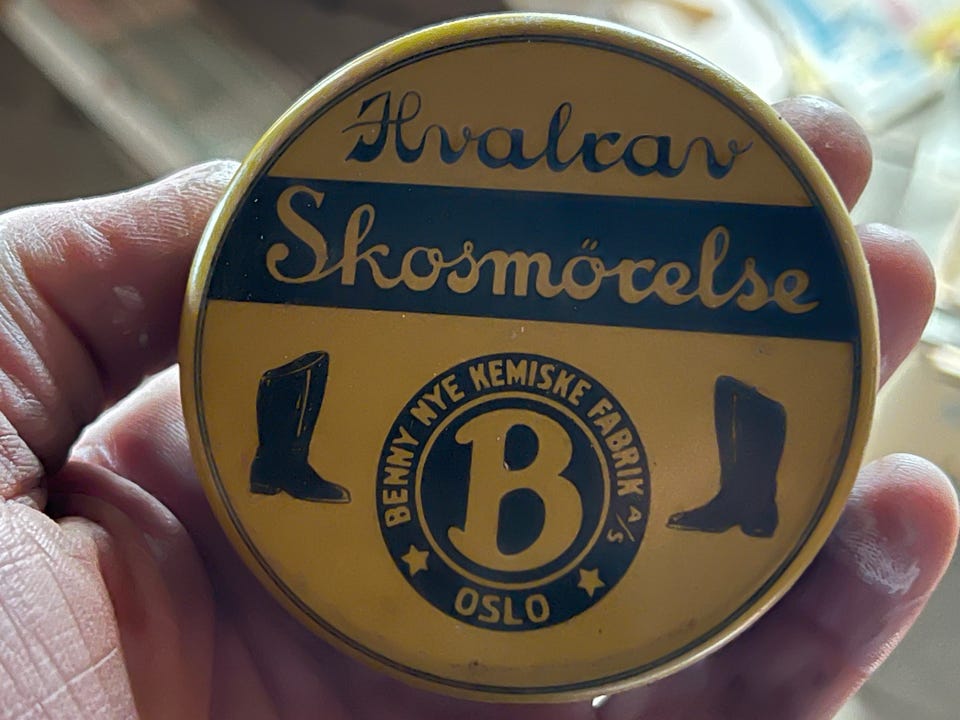 Hvalrav
Skosmörelse
BENNY NYE KEMISKE FABRIK A/S
B
OSLO